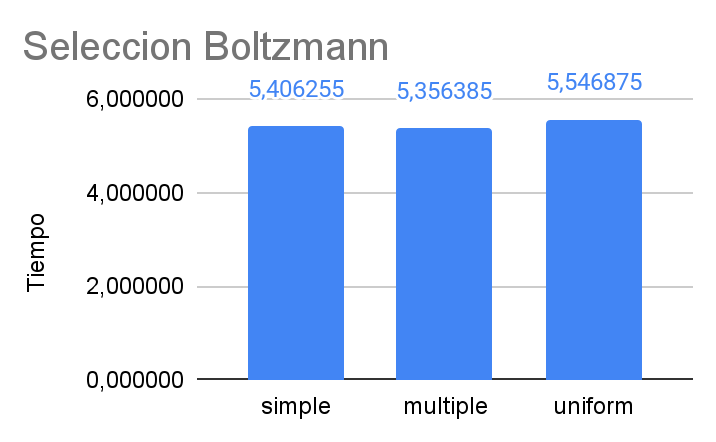 Seleccion Boltzmann
5,406255
5,356385
5,546875
6,000000
4,000000
2,000000
0,000000
Tiempo
simple
multiple
uniform